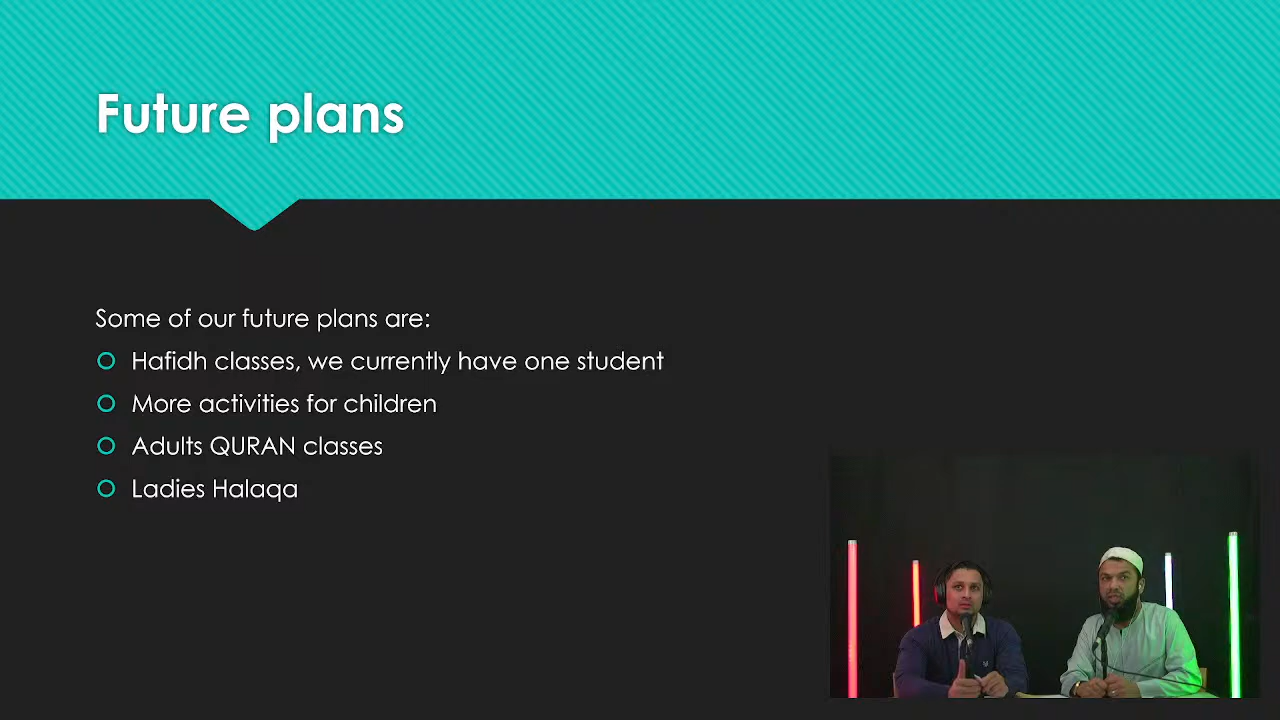 Future plans
Some of our future plans are:
Hafidh classes, we currently have one student
More activities for children
Adults QURAN classes
Ladies Halaqa